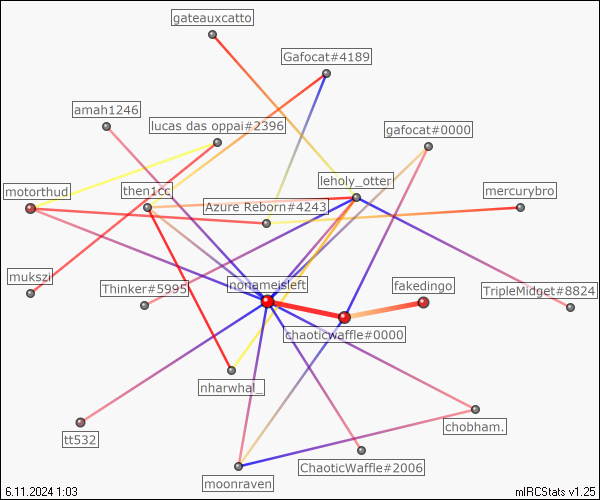 gateauxcatto
Gafocat#4189
amah1246
lucas das oppai#2396
gafocat#0000
leholy_otter
motorthud
then1cc
mercurybro
Azure Reborn#4243
mukszi
Thinker#5995
nonameisleft
fakedingo
TripleMidget#8824
chaoticwaffle#0000
nharwhal_
chobham.
tt532
ChaoticWaffle#2006
moonraven
6.11.2024 1:03
mIRCStats v1.25